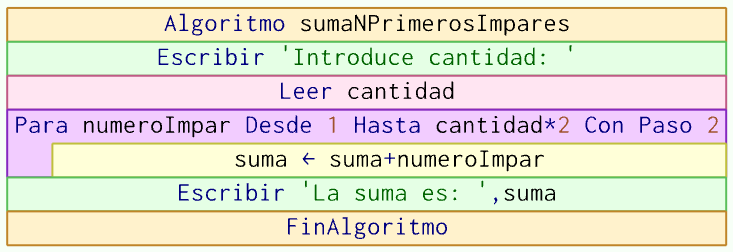 Algoritmo sumaNPrimerosImpares
Escribir 'Introduce cantidad: '
Leer cantidad
Para numeroImpar Desde 1 Hasta cantidad*2 Con Paso 2
suma ← suma+numeroImpar
Escribir 'La suma es: ',suma
FinAlgoritmo